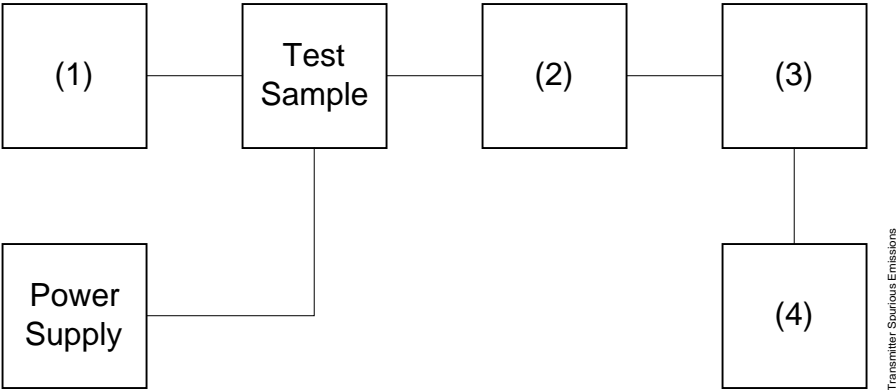 (1)
Test
Sample
(2)
(3)
Power
Supply
(4)
Transmitter Spurious Emissions